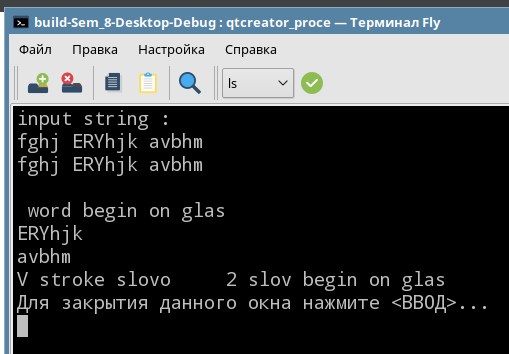 build-Sem_8-Desktop-Debug : qtcreator_proce — Терминал Fly
Файл Правка Настройка Справка
ls
input string :
fghj ERYhjk avbhm
fghj ERYhjk avbhm
word begin on glas
ERYhjk
avbhm
V stroke slovo 2 slov begin on glas
Для закрытия данного окна нажмите <ВВОД>...